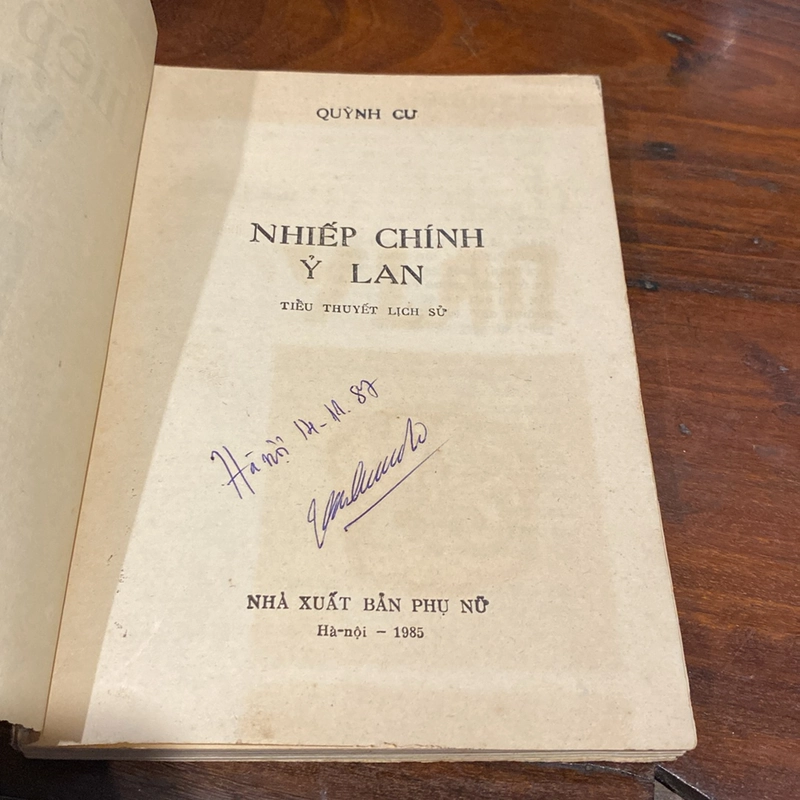 QUỲNH CƯ
NHIẾP CHÍNH
Ỷ LAN
TIỂU THUYẾT LỊCH SỬ
Hà nội 14-11-87
NHÀ XUẤT BẢN PHỤ NỮ
Hà-nội - 1985